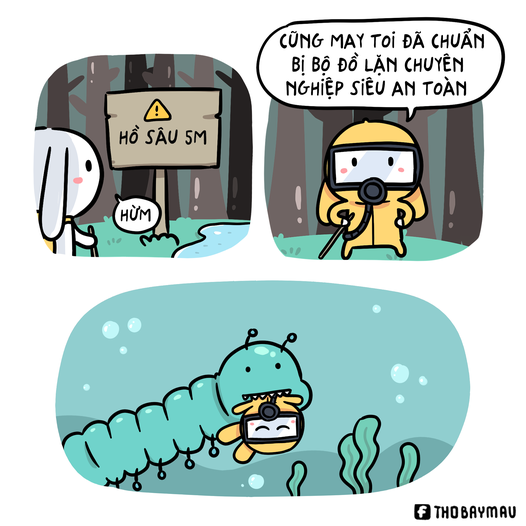 HỒ SÂU 5M
HỪM
CŨNG MAY TOI ĐÃ CHUẨN
BỊ BỘ ĐỒ LẶN CHUYÊN
NGHIỆP SIÊU AN TOÀN
THOBAYMAU